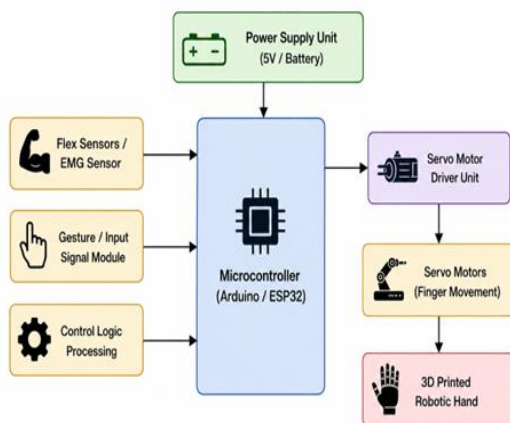 Power Supply Unit
(5V / Battery)
Flex Sensors /
EMG Sensor
Gesture / Input
Signal Module
Control Logic
Processing
Microcontroller
(Arduino / ESP32)
Servo Motor
Driver Unit
Servo Motors
(Finger Movement)
3D Printed
Robotic Hand